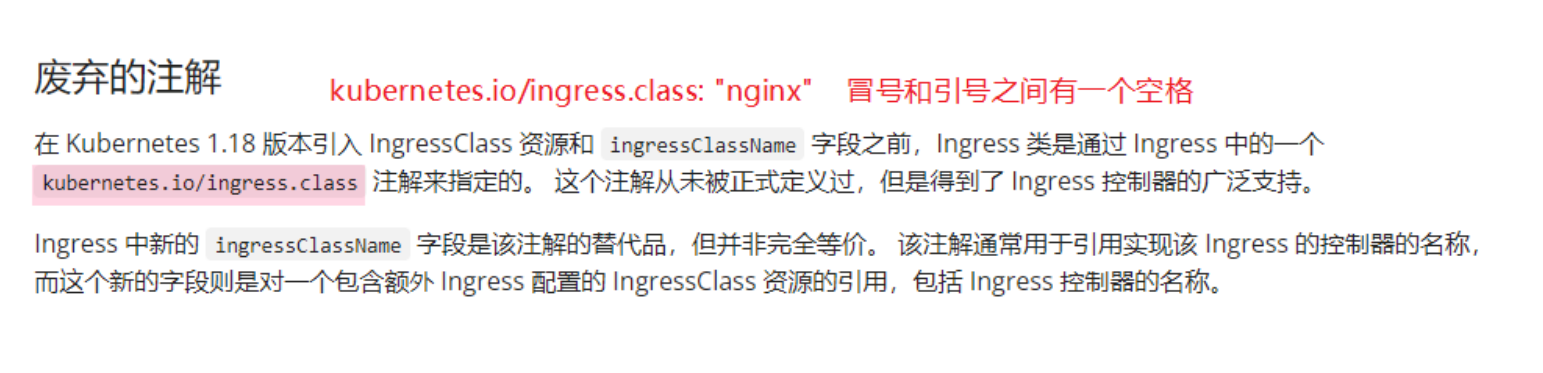 废弃的注解
kubernetes.io/ingress.class: "nginx" 冒号和引号之间有一个空格
在 Kubernetes 1.18 版本引入 IngressClass 资源和 ingressClassName 字段之前，Ingress 类是通过 Ingress 中的一个
kubernetes.io/ingress.class 注解来指定的。 这个注解从未被正式定义过，但是得到了 Ingress 控制器的广泛支持。
Ingress 中新的 ingressClassName 字段是该注解的替代品，但并非完全等价。 该注解通常用于引用实现该 Ingress 的控制器的名称，
而这个新的字段则是对一个包含额外 Ingress 配置的 IngressClass 资源的引用，包括 Ingress 控制器的名称。